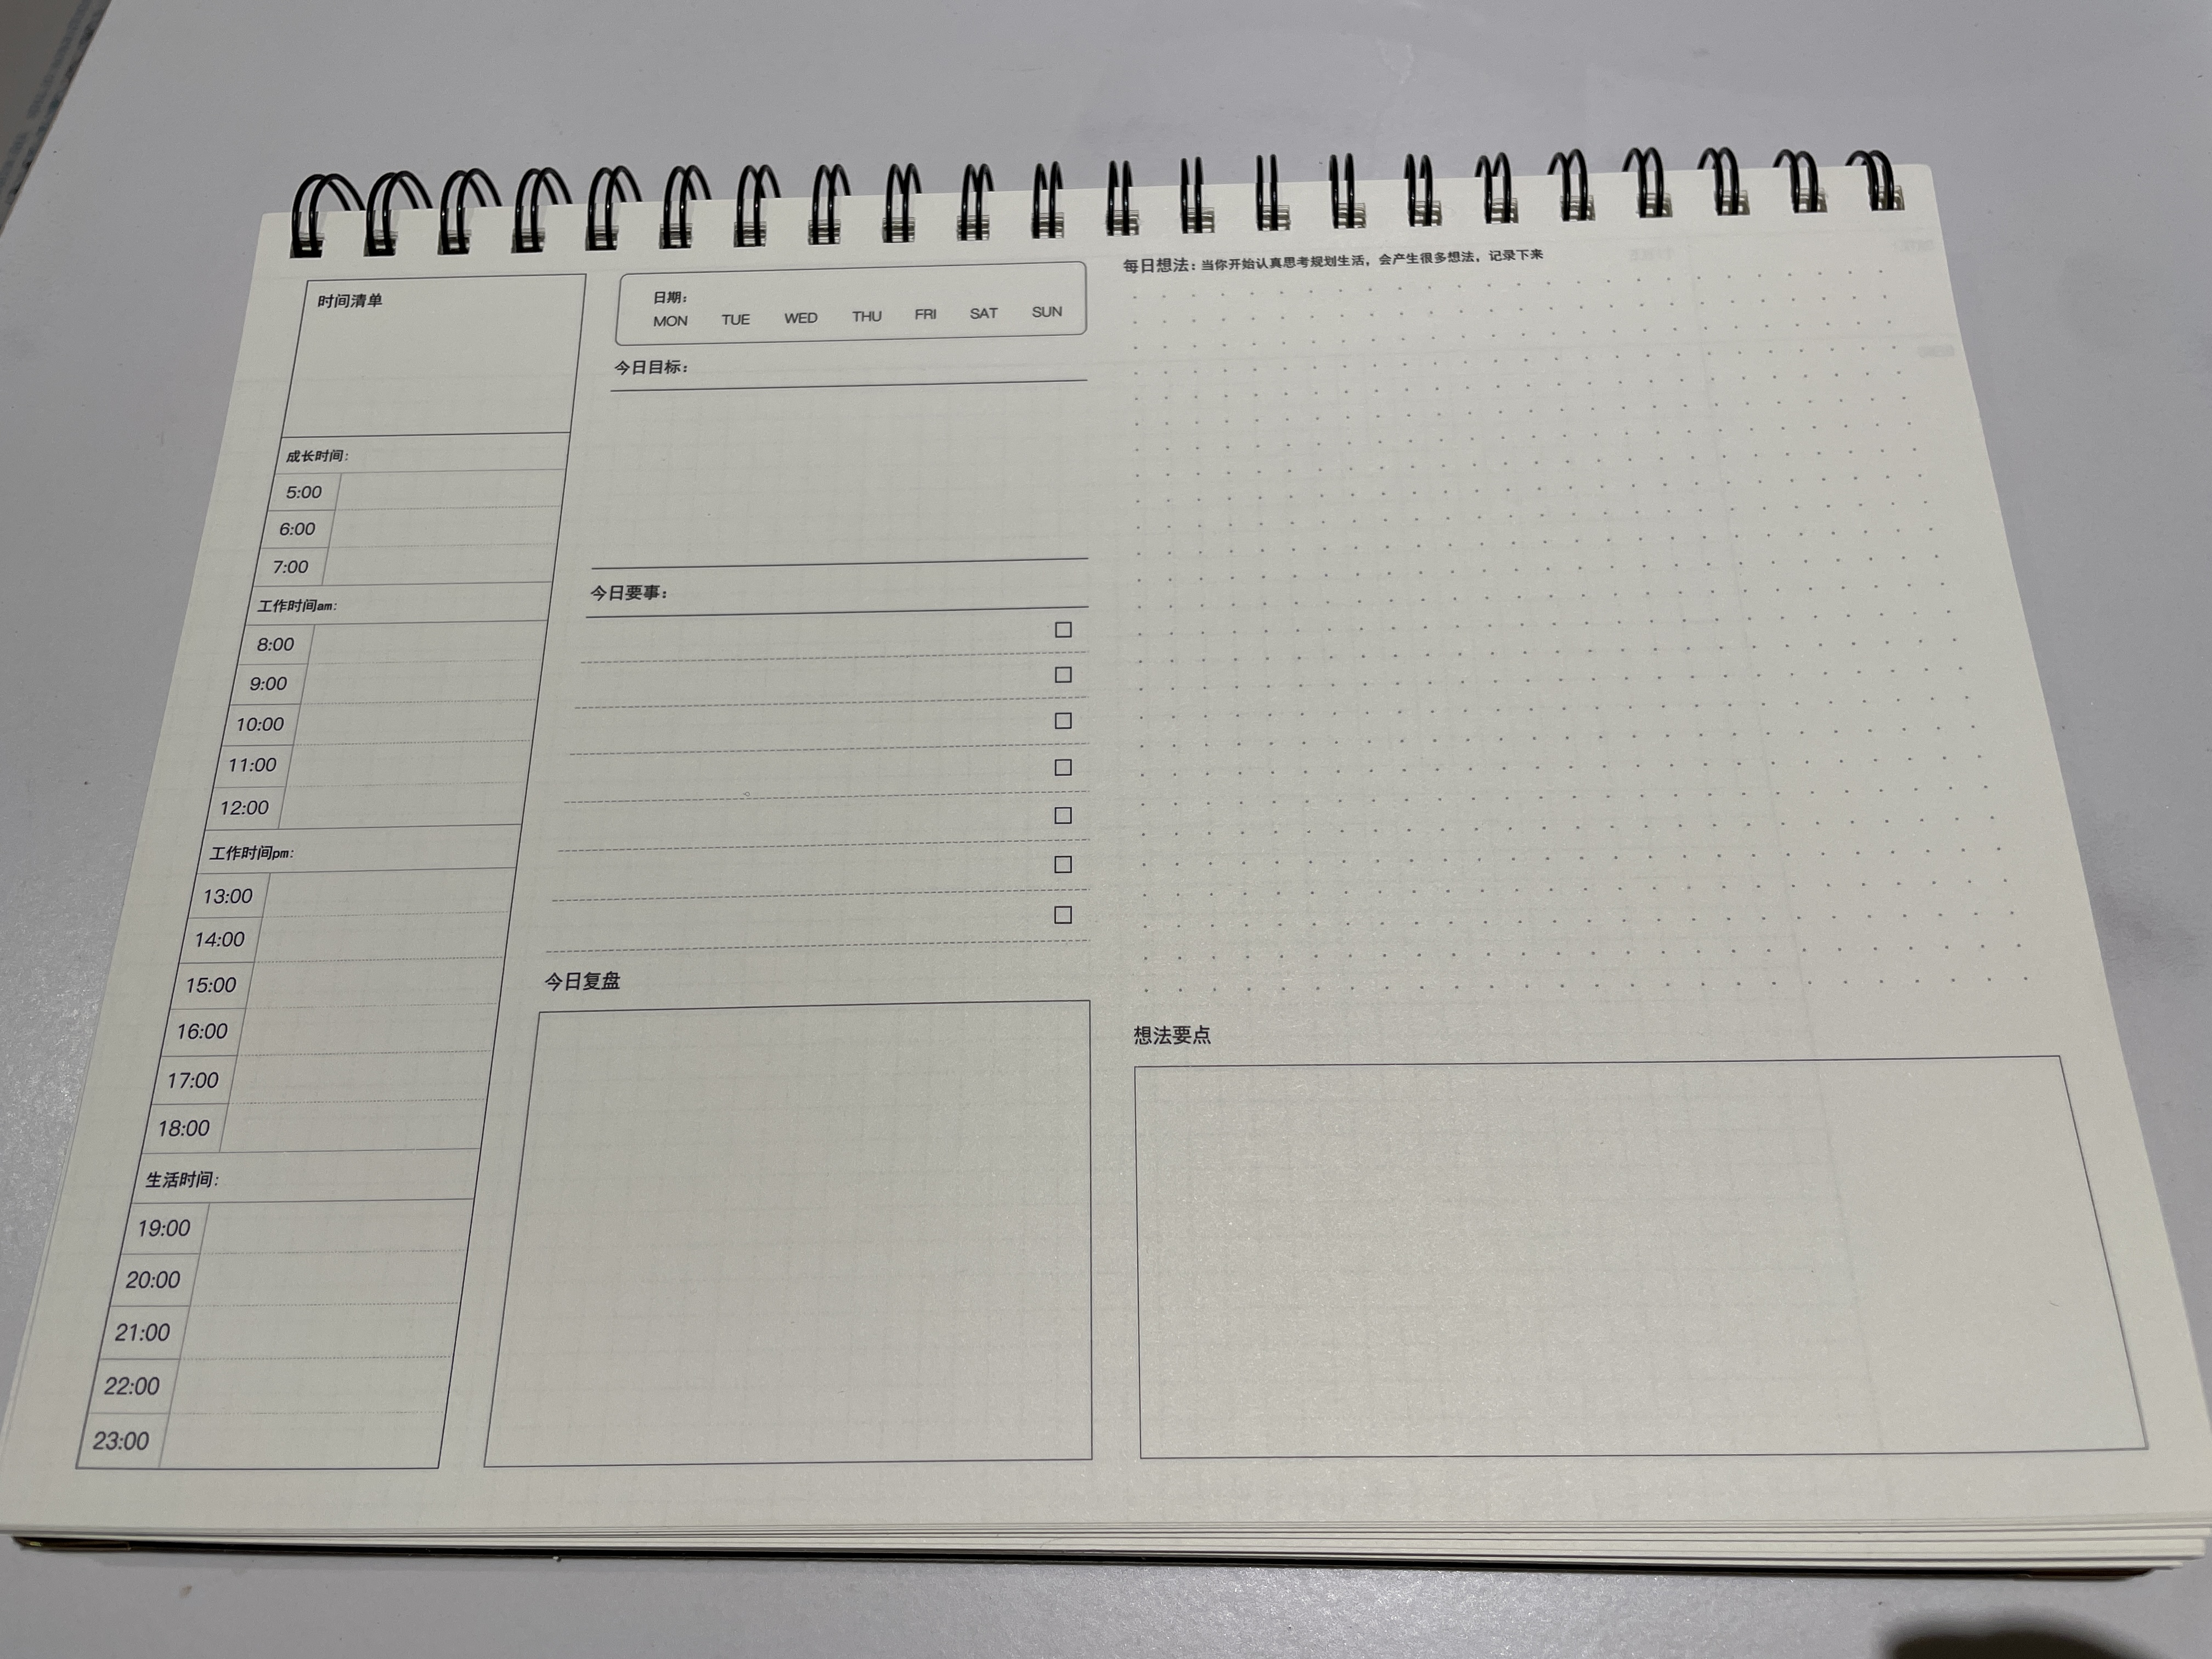 时间清单
成长时间:
5:00
6:00
7:00
工作时间am:
8:00
9:00
10:00
11:00
12:00
工作时间pm:
13:00
14:00
15:00
16:00
17:00
18:00
生活时间:
19:00
20:00
21:00
22:00
23:00
日期:
MON TUE WED THU FRI SAT SUN
今日目标:
今日要事:
今日复盘
每日想法: 当你开始认真思考规划生活, 会产生很多想法, 记录下来
想法要点